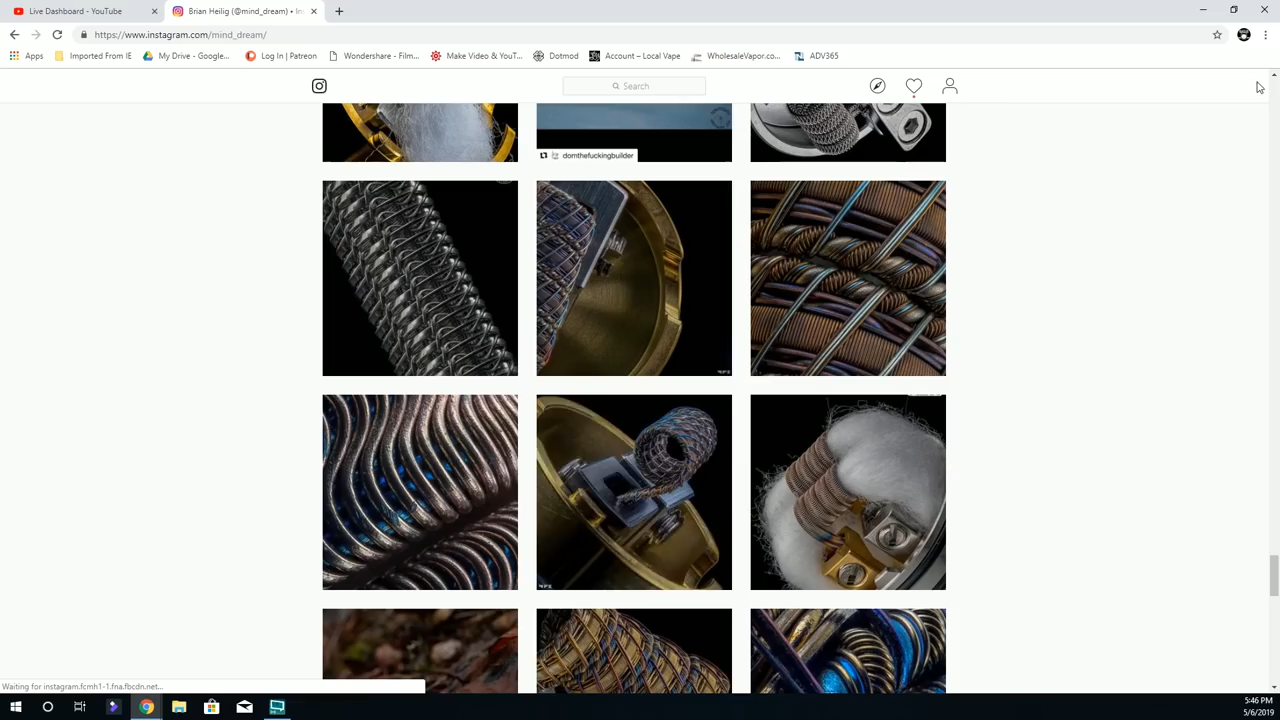 Live Dashboard - YouTube
Brian Heilig (@mind_dream) • In
https://www.instagram.com/mind_dream/
Apps
Imported From IE
My Drive - Google...
Log In | Patreon
Wondershare - Film...
Make Video & YouT...
Dotmod
Account – Local Vape
WholesaleVapor.co...
ADV365
Search
domthefuckingbuilder
Waiting for instagram.fcmh1-1.fna.fbcdn.net...
5:46 PM
5/6/2019